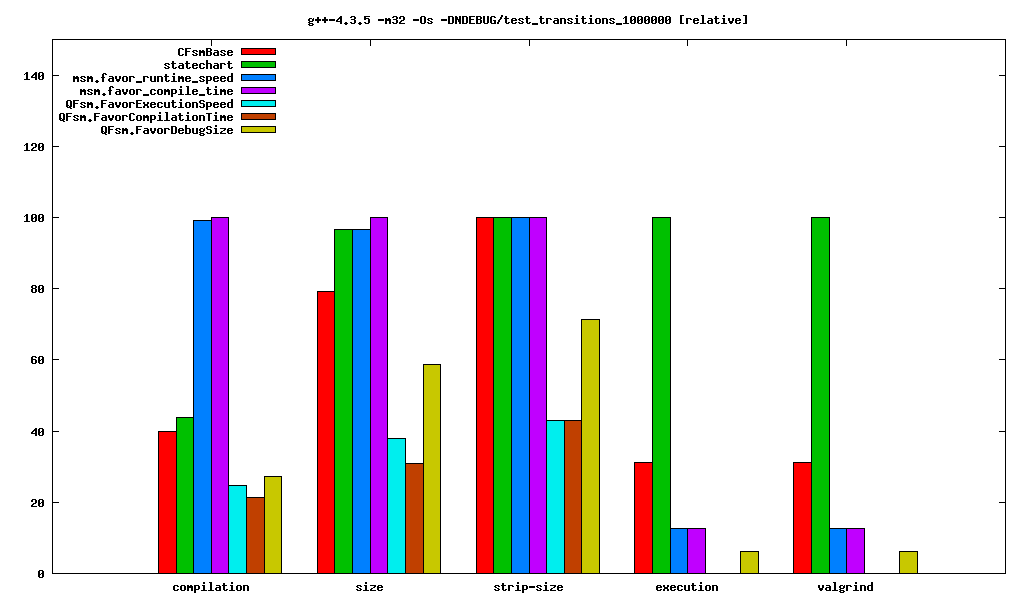 g++-4.3.5 -m32 -Os -DNDEBUG/test_transitions_1000000 [relative]
140
120
100
80
60
40
20
0
CFsmBase
statechart
msm.favor_runtime_speed
msm.favor_compile_time
QFsm.FavorExecutionSpeed
QFsm.FavorCompilationTime
QFsm.FavorDebugSize
compilation size strip-size execution valgrind